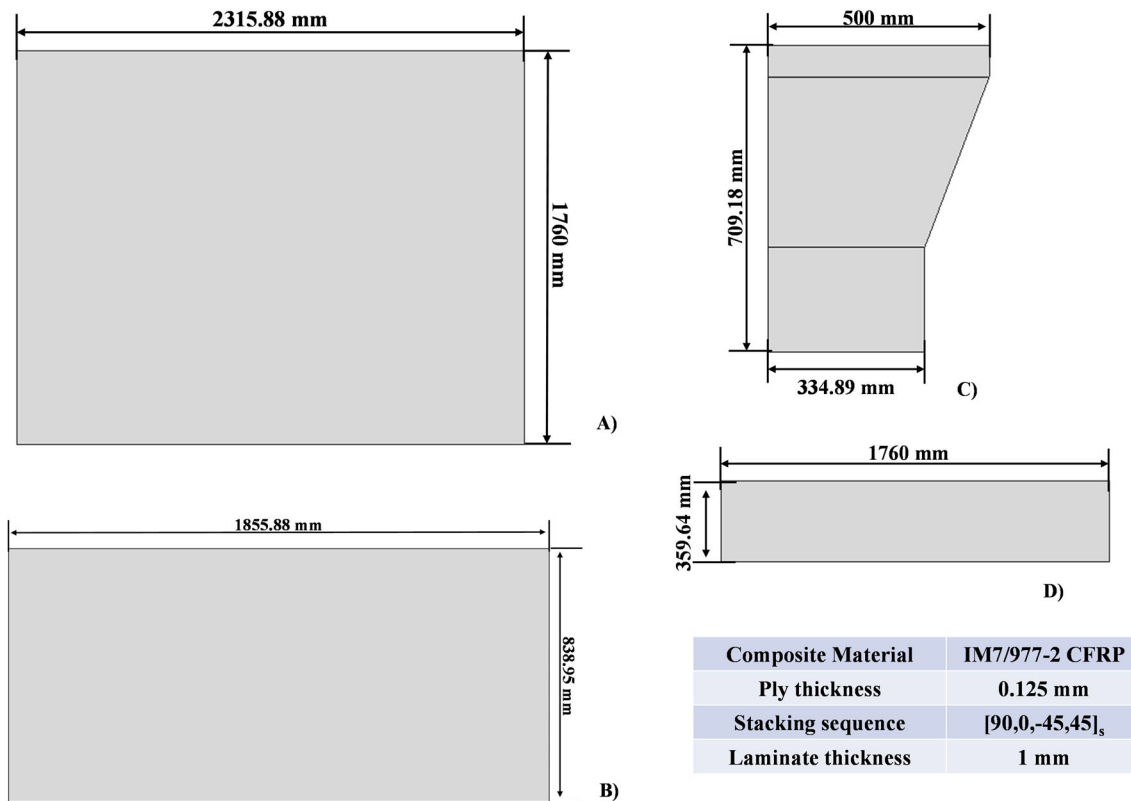 2315.88 mm
1760 mm
A)
500 mm
709.18 mm
334.89 mm
C)
1855.88 mm
838.95 mm
B)
1760 mm
359.64 mm
D)
Composite Material IM7/977-2 CFRP
Ply thickness 0.125 mm
Stacking sequence [90,0,-45,45]s
Laminate thickness 1 mm